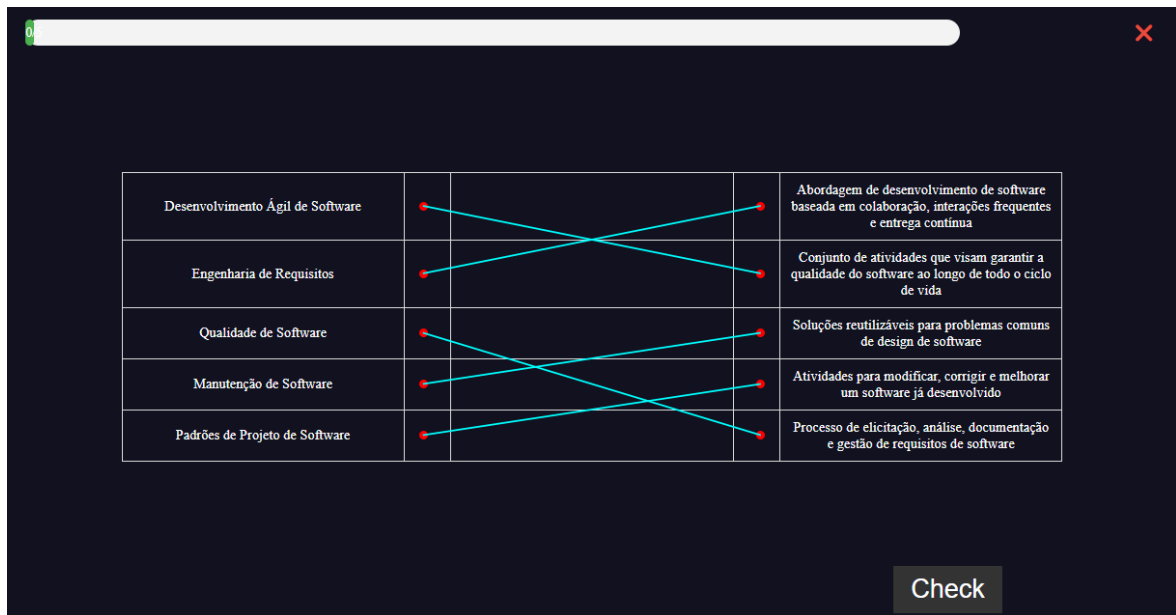 0/
Desenvolvimento Ágil de Software
Abordagem de desenvolvimento de software
baseada em colaboração, interações frequentes
e entrega contínua
Engenharia de Requisitos
Conjunto de atividades que visam garantir a
qualidade do software ao longo de todo o ciclo
de vida
Qualidade de Software
Soluções reutilizáveis para problemas comuns
de design de software
Manutenção de Software
Atividades para modificar, corrigir e melhorar
um software já desenvolvido
Padrões de Projeto de Software
Processo de elicitação, análise, documentação
e gestão de requisitos de software
Check